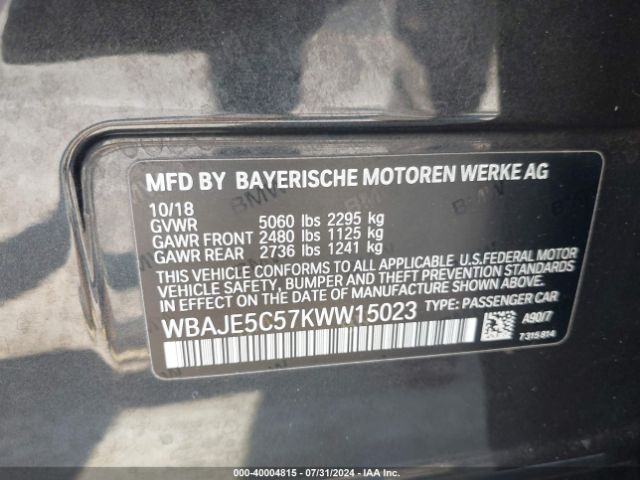 MFD BY BAYERISCHE MOTOREN WERKE AG
10/18
GVWR 5060 lbs 2295 kg
GAWR FRONT 2480 lbs 1125 kg
GAWR REAR 2736 lbs 1241 kg
THIS VEHICLE CONFORMS TO ALL APPLICABLE U.S.FEDERAL MOTOR
VEHICLE SAFETY, BUMPER AND THEFT PREVENTION STANDARDS
IN EFFECT ON THE DATE OF MANUFACTURE SHOWN ABOVE.
WBAJE5C57KWW15023 TYPE: PASSENGER CAR
A90/7
7315814
000-40004815 - 07/31/2024 - IAA Inc.